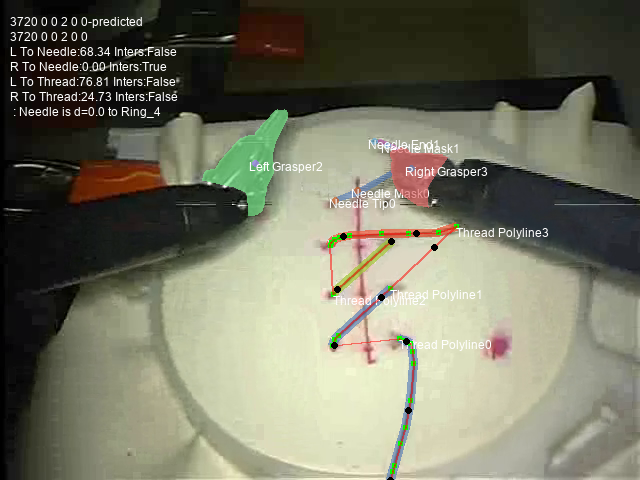 3720 0 0 2 0 0-predicted
3720 0 0 2 0 0
L To Needle:68.34 Inters:False
R To Needle:0.00 Inters:True
L To Thread:76.81 Inters:False
R To Thread:24.73 Inters:False
: Needle is d=0.0 to Ring_4
Needle End1
Needle Mask1
Left Grasper2
Right Grasper3
Needle Mask0
Needle Tip0
Thread Polyline3
Thread Polyline1
Thread Polyline2
Thread Polyline0